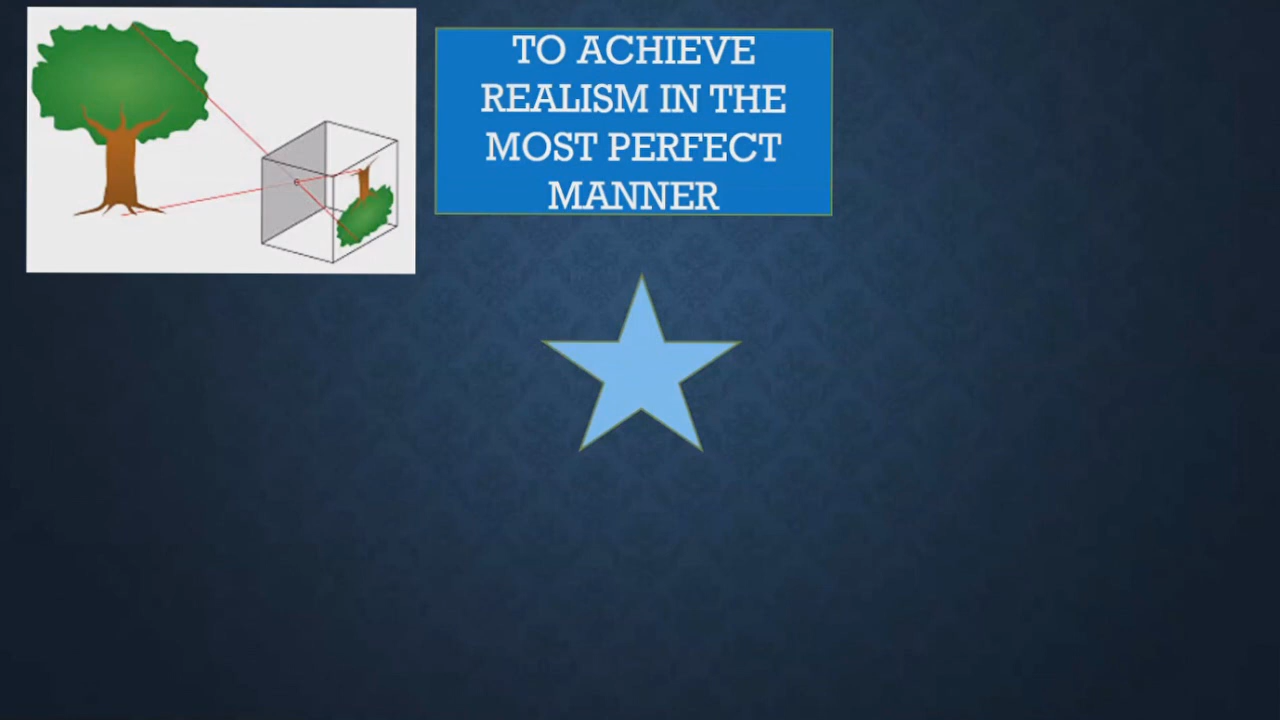 TO ACHIEVE
REALISM IN THE
MOST PERFECT
MANNER